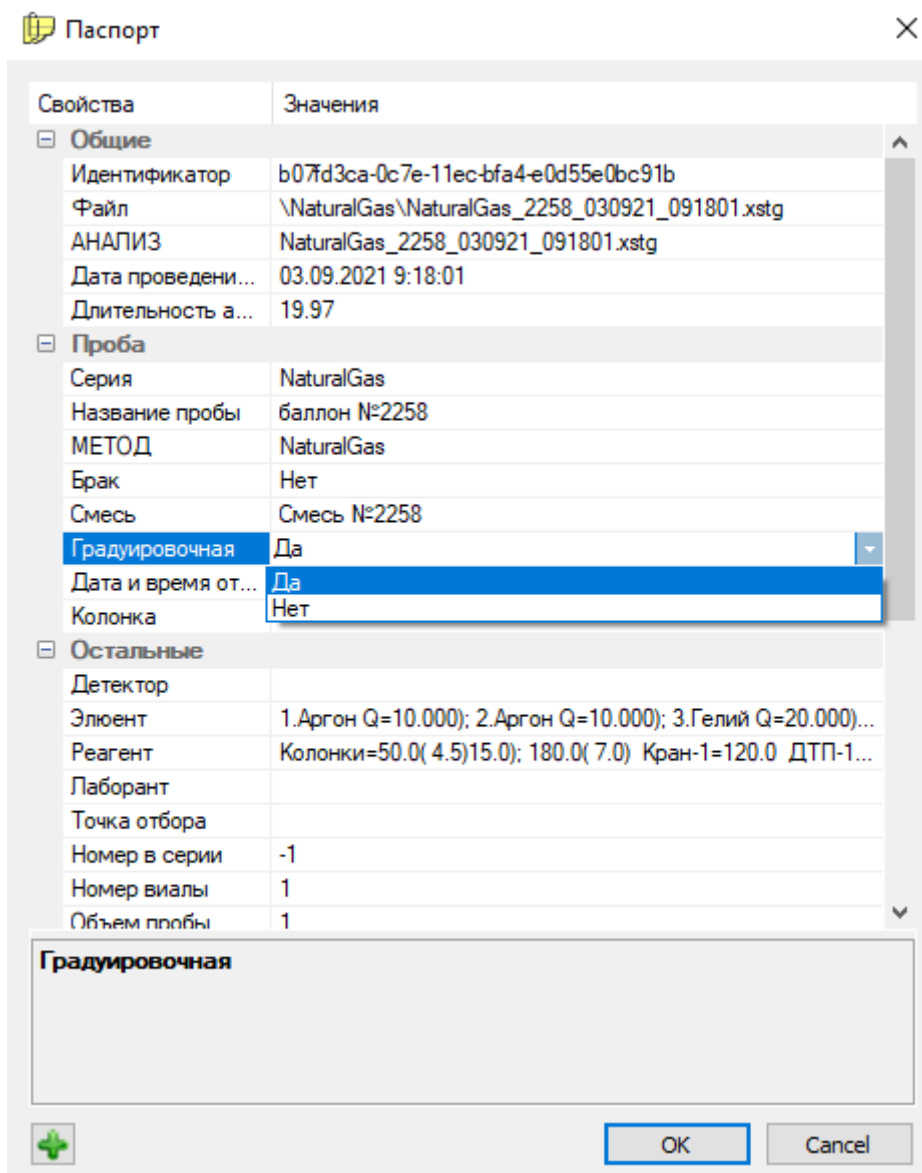 Паспорт
Свойства Значения
Общие
Идентификатор b07fd3ca-0c7e-11ec-bfa4-e0d55e0bc91b
Файл \NaturalGas\NaturalGas_2258_030921_091801.xstg
АНАЛИЗ NaturalGas_2258_030921_091801.xstg
Дата проведени... 03.09.2021 9:18:01
Длительность а... 19.97
Проба
Серия NaturalGas
Название пробы баллон №2258
МЕТОД NaturalGas
Брак Нет
Смесь Смесь №2258
Градуировочная Да
Дата и время от... Да
Нет
Колонка
Остальные
Детектор
Элюент 1.Аргон Q=10.000); 2.Аргон Q=10.000); 3.Гелий Q=20.000)...
Реагент Колонки=50.0( 4.5)15.0); 180.0( 7.0) Кран-1=120.0 ДТП-1...
Лаборант
Точка отбора
Номер в серии -1
Номер виалы 1
Объем пробы 1
Градуировочная
OK Cancel